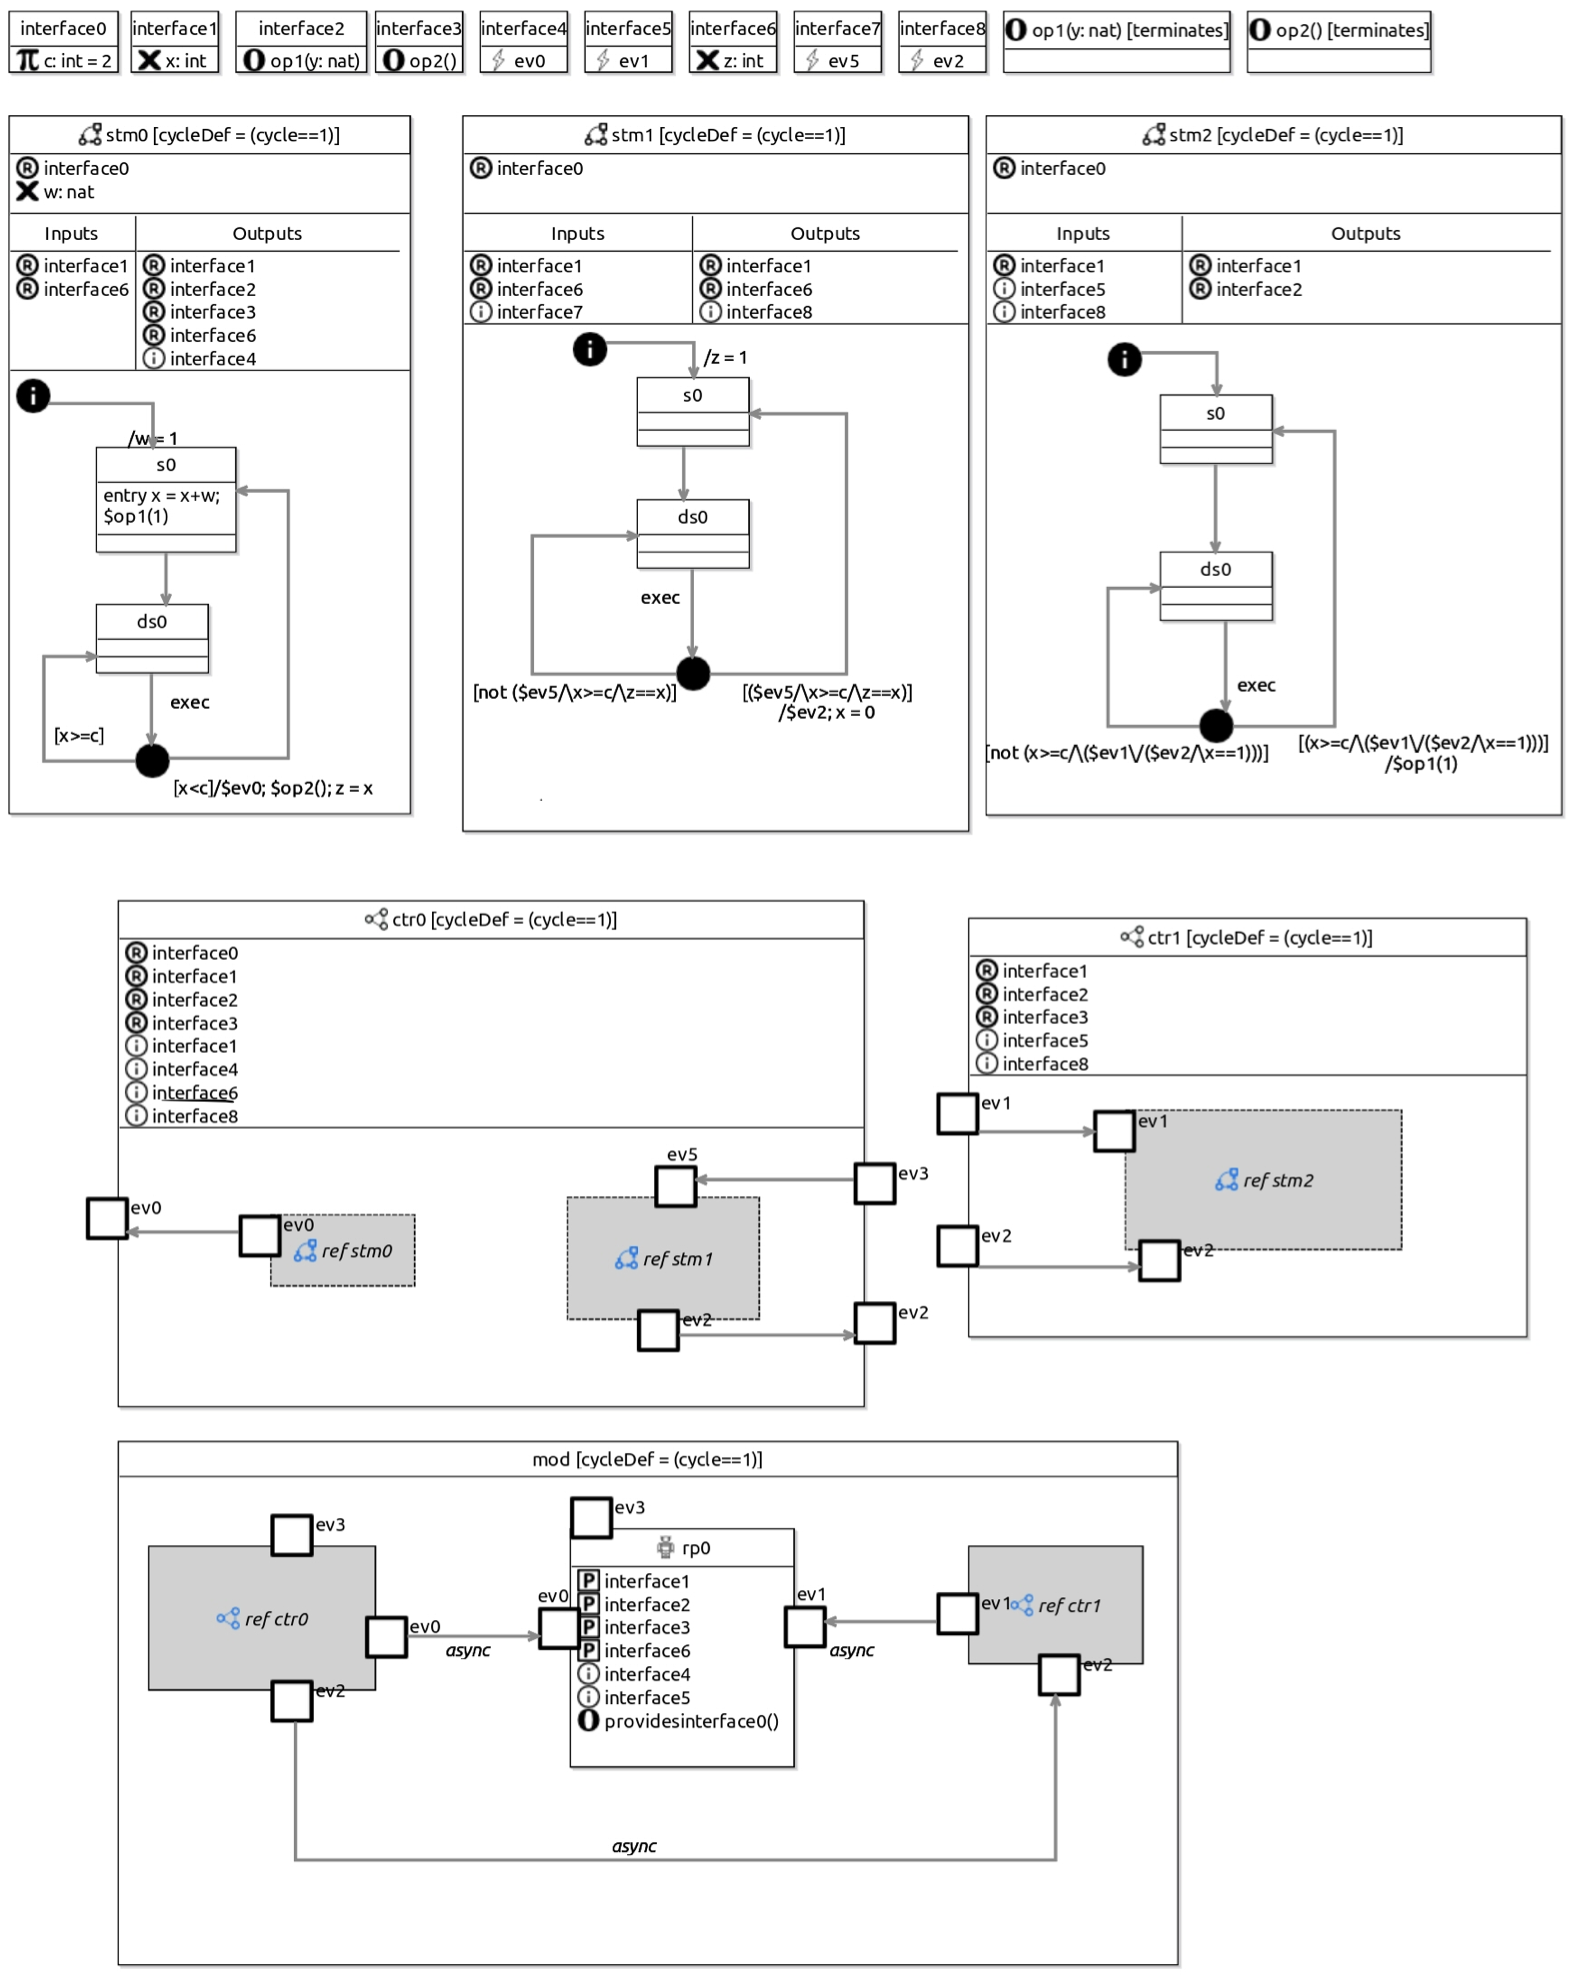 interface0
c: int = 2
interface1
x: int
interface2
op1(y: nat)
interface3
op2()
interface4
ev0
interface5
ev1
interface6
z: int
interface7
ev5
interface8
ev2
op1(y: nat) [terminates]
op2() [terminates]
stm0 [cycleDef = (cycle==1)]
interface0
w: nat
Inputs
Outputs
interface1
interface6
interface1
interface2
interface3
interface6
interface4
/w = 1
s0
entry x = x+w;
$op1(1)
ds0
exec
[x>=c]
[x<c]/$ev0; $op2(); z = x
stm1 [cycleDef = (cycle==1)]
interface0
Inputs
Outputs
interface1
interface6
interface7
interface1
interface6
interface8
/z = 1
s0
ds0
exec
[not ($ev5/\x>=c/\z==x)]
[($ev5/\x>=c/\z==x)]
/$ev2; x = 0
stm2 [cycleDef = (cycle==1)]
interface0
Inputs
Outputs
interface1
interface5
interface8
interface1
interface2
s0
ds0
exec
[not (x>=c/\($ev1\/($ev2/\x==1)))]
[(x>=c/\($ev1\/($ev2/\x==1)))]
/$op1(1)
ctr0 [cycleDef = (cycle==1)]
interface0
interface1
interface2
interface3
interface1
interface4
interface6
interface8
ev0
ev0
ref stm0
ev5
ev3
ref stm1
ev2
ev2
ctr1 [cycleDef = (cycle==1)]
interface1
interface2
interface3
interface5
interface8
ev1
ev1
ref stm2
ev2
ev2
mod [cycleDef = (cycle==1)]
ev3
ref ctr0
ev0
async
ev2
ev3
rp0
ev0
interface1
interface2
interface3
interface6
interface4
interface5
providesinterface0()
ev1
async
ev1
ref ctr1
ev2
async